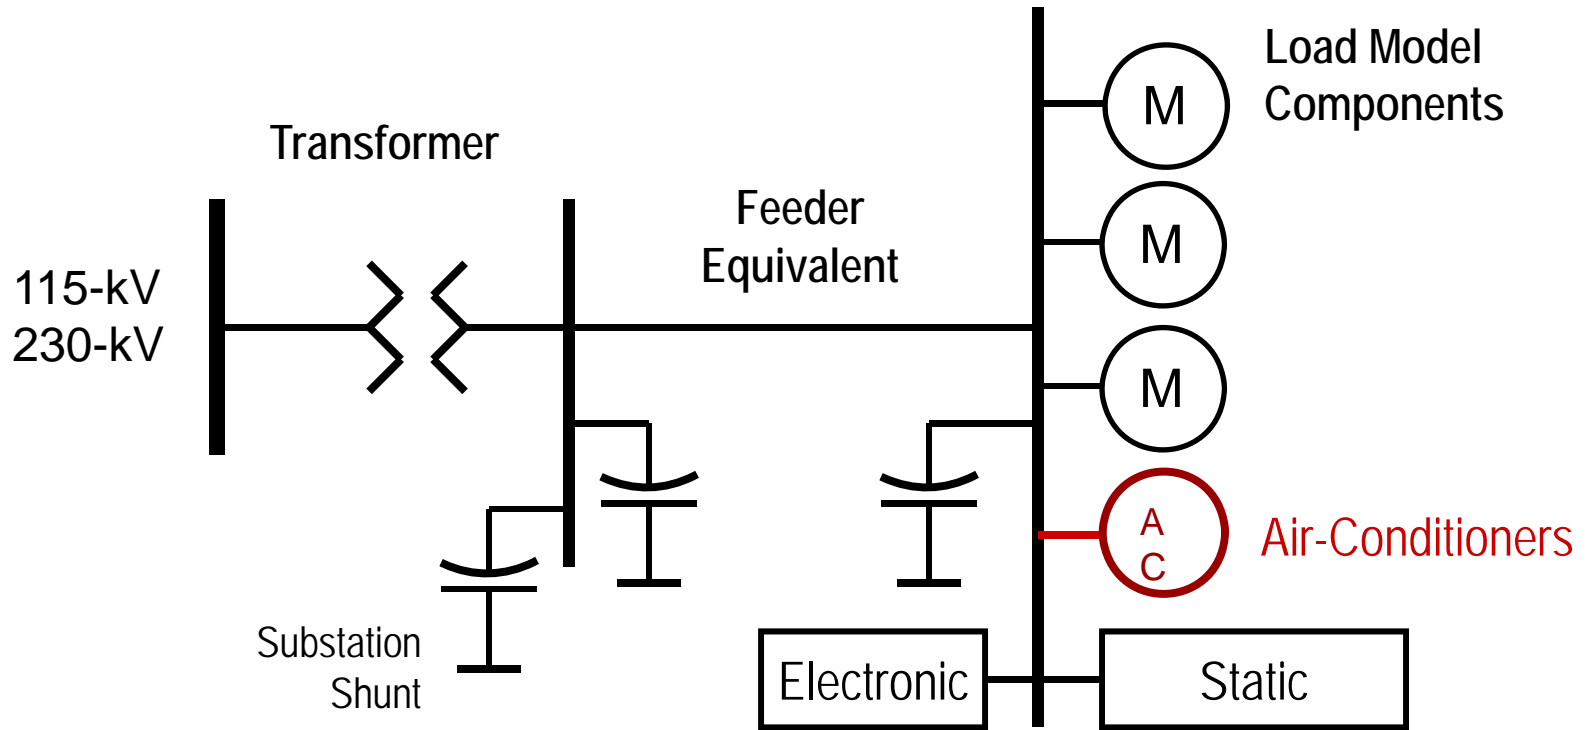 Load Model
Components
M
Transformer
Feeder
Equivalent
M
115-kV
230-kV
M
A
C
Air-Conditioners
Substation
Shunt
Electronic
Static